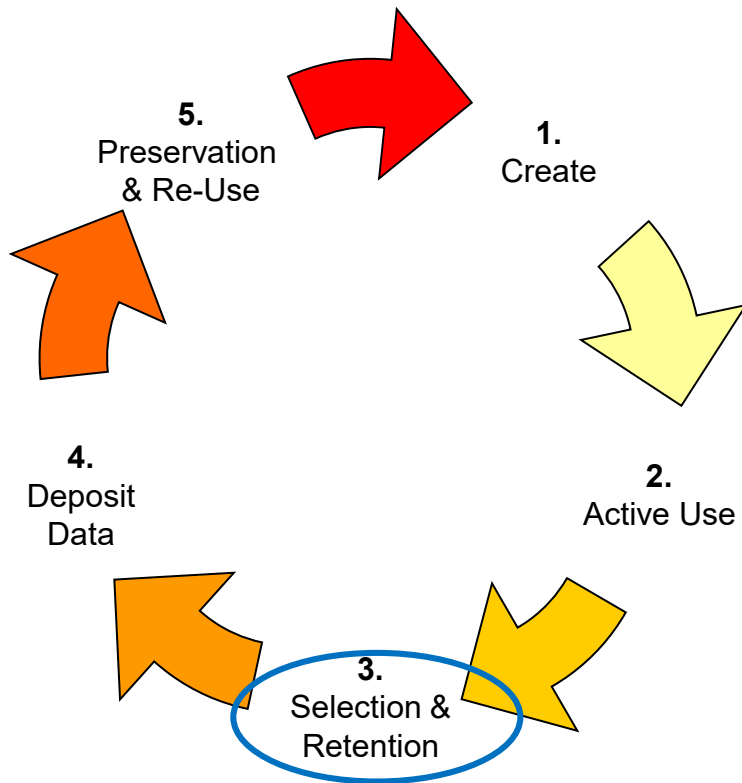 1.
Create
2.
Active Use
3.
Selection &
Retention
4.
Deposit
Data
5.
Preservation
& Re-Use